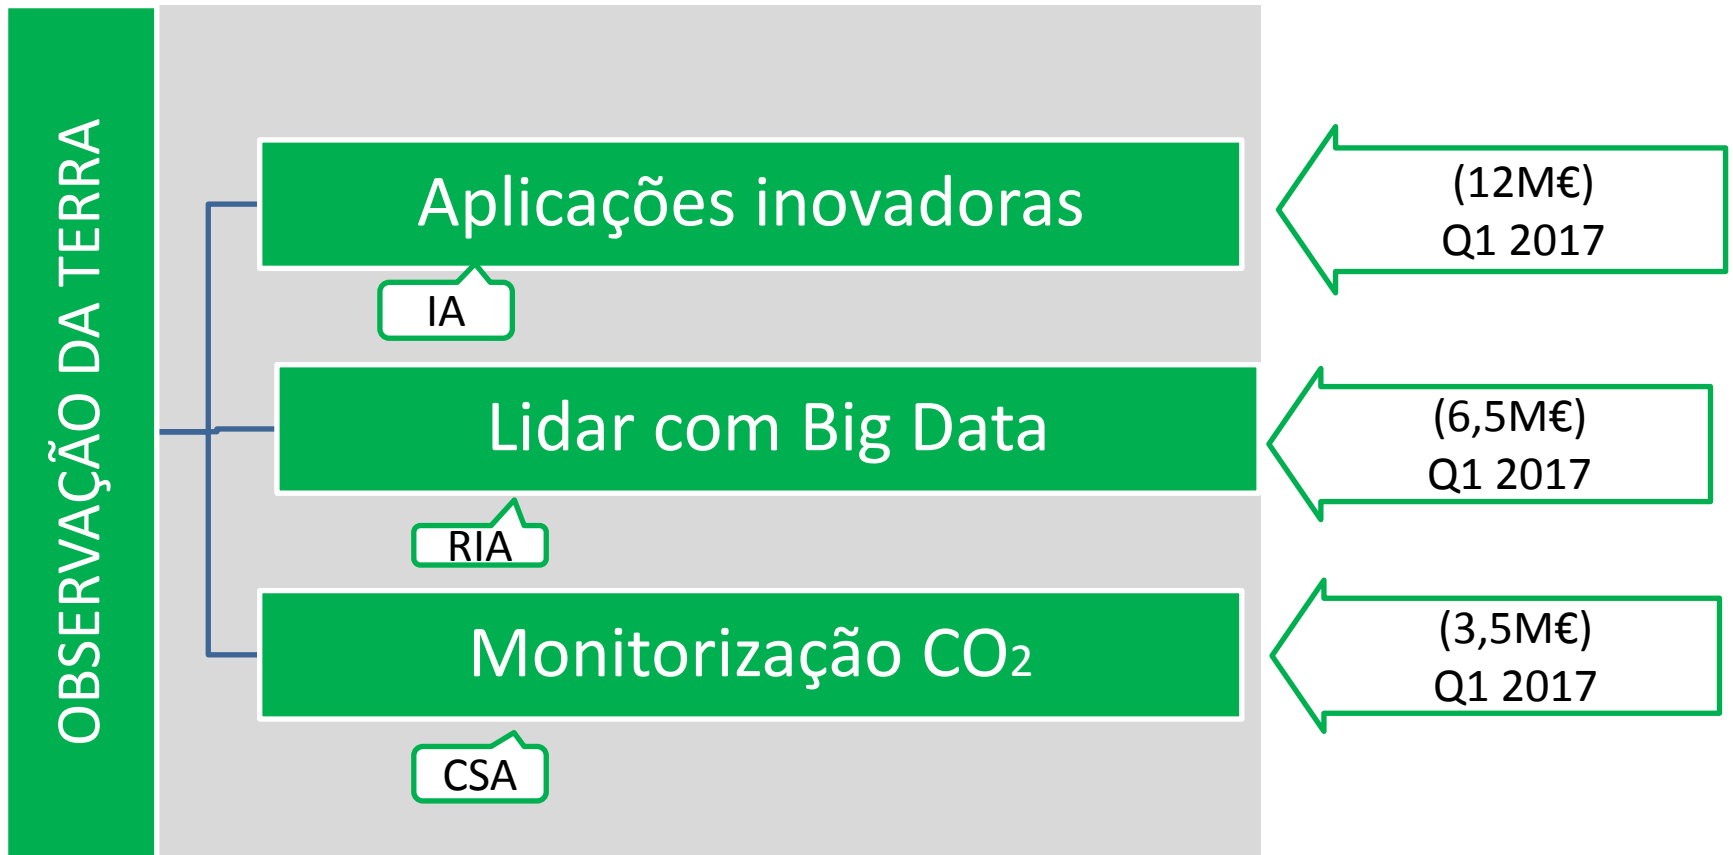 OBSERVAÇÃO DA TERRA
Aplicações inovadoras
IA
(12M€)
Q1 2017
Lidar com Big Data
RIA
(6,5M€)
Q1 2017
Monitorização CO₂
CSA
(3,5M€)
Q1 2017